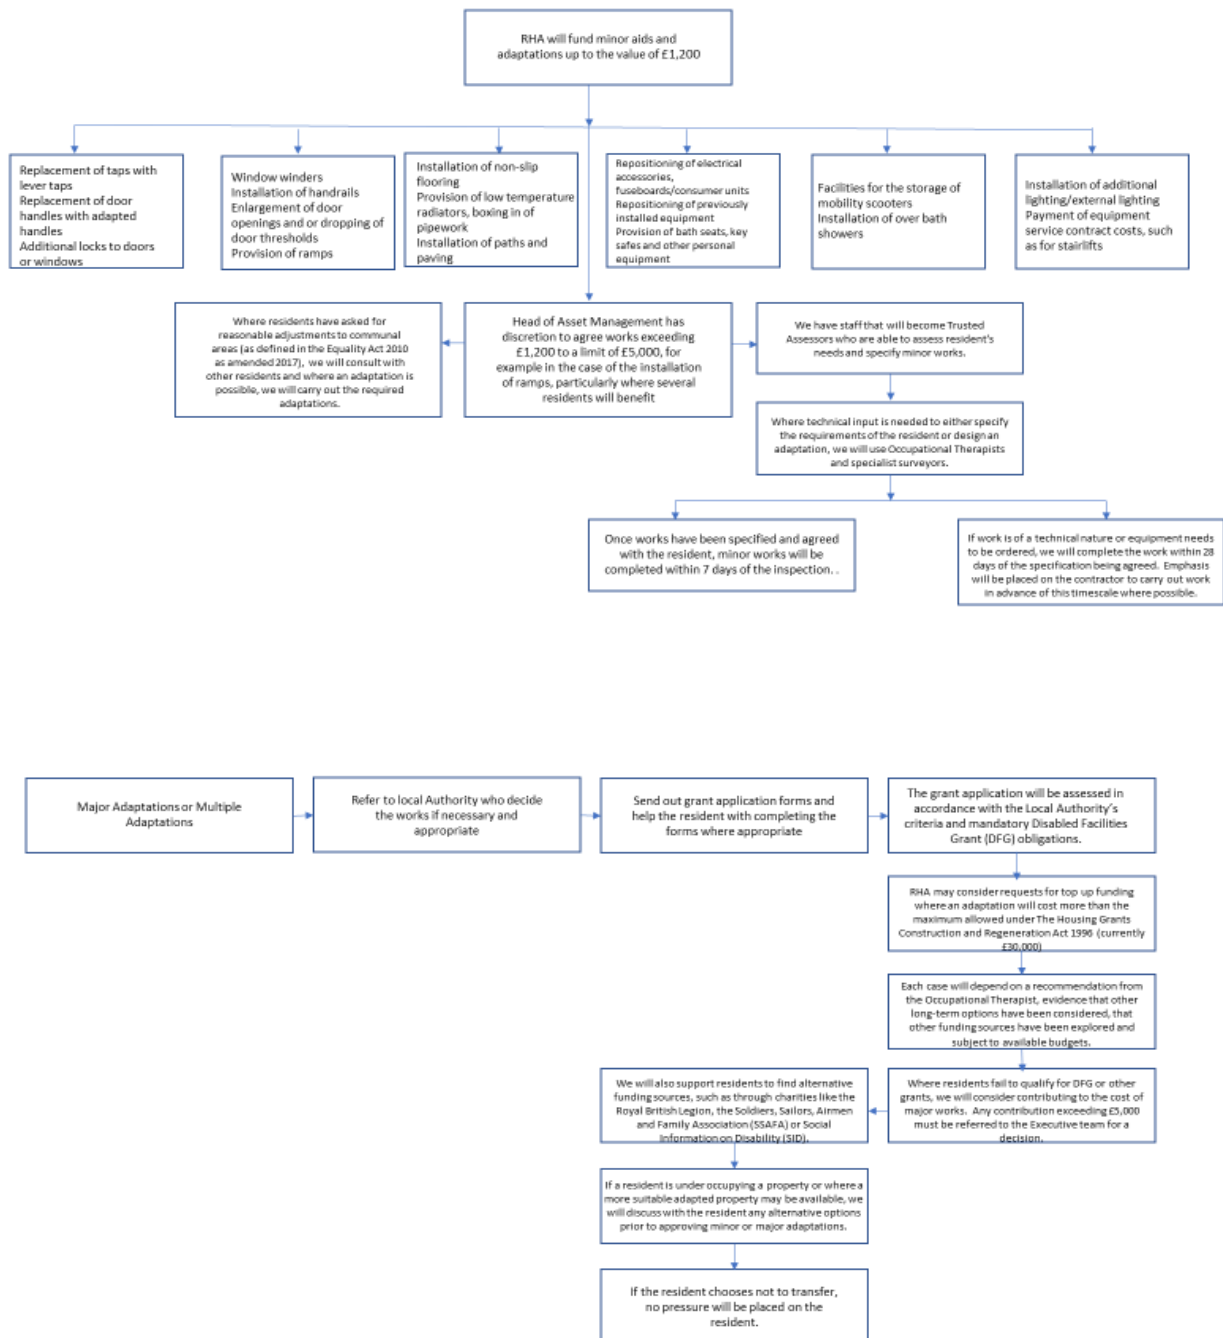 RHA will fund minor aids and
adaptations up to the value of £1,200
Replacement of taps with
lever taps
Replacement of door
handles with adapted
handles
Additional locks to doors
or windows
Window winders
Installation of handrails
Enlargement of door
openings and or dropping of
door thresholds
Provision of ramps
Installation of non-slip
flooring
Provision of low temperature
radiators, boxing in of
pipework
Installation of paths and
paving
Repositioning of electrical
accessories,
fuseboards/consumer units
Repositioning of previously
installed equipment
Provision of bath seats, key
safes and other personal
equipment
Facilities for the storage of
mobility scooters
Installation of over bath
showers
Installation of additional
lighting/external lighting
Payment of equipment
service contract costs, such
as for stairlifts
Where residents have asked for
reasonable adjustments to communal
areas (as defined in the Equality Act 2010
as amended 2017), we will consult with
other residents and where an adaptation is
possible, we will carry out the required
adaptations.
Head of Asset Management has
discretion to agree works exceeding
£1,200 to a limit of £5,000, for
example in the case of the installation
of ramps, particularly where several
residents will benefit
We have staff that will become Trusted
Assessors who are able to assess resident's
needs and specify minor works.
Where technical input is needed to either specify
the requirements of the resident or design an
adaptation, we will use Occupational Therapists
and specialist surveyors.
Once works have been specified and agreed
with the resident, minor works will be
completed within 7 days of the inspection. .
If work is of a technical nature or equipment needs
to be ordered, we will complete the work within 28
days of the specification being agreed. Emphasis
will be placed on the contractor to carry out work
in advance of this timescale where possible.
Major Adaptations or Multiple
Adaptations
Refer to local Authority who decide
the works if necessary and
appropriate
Send out grant application forms and
help the resident with completing the
forms where appropriate
The grant application will be assessed in
accordance with the Local Authority's
criteria and mandatory Disabled Facilities
Grant (DFG) obligations.
RHA may consider requests for top up funding
where an adaptation will cost more than the
maximum allowed under The Housing Grants
Construction and Regeneration Act 1996 (currently
£30,000)
Each case will depend on a recommendation from
the Occupational Therapist, evidence that other
long-term options have been considered, that
other funding sources have been explored and
subject to available budgets.
Where residents fail to qualify for DFG or other
grants, we will consider contributing to the cost of
major works. Any contribution exceeding £5,000
must be referred to the Executive team for a
decision.
We will also support residents to find alternative
funding sources, such as through charities like the
Royal British Legion, the Soldiers, Sailors, Airmen
and Family Association (SSAFA) or Social
Information on Disability (SID).
If a resident is under occupying a property or where a
more suitable adapted property may be available, we
will discuss with the resident any alternative options
prior to approving minor or major adaptations.
If the resident chooses not to transfer,
no pressure will be placed on the
resident.